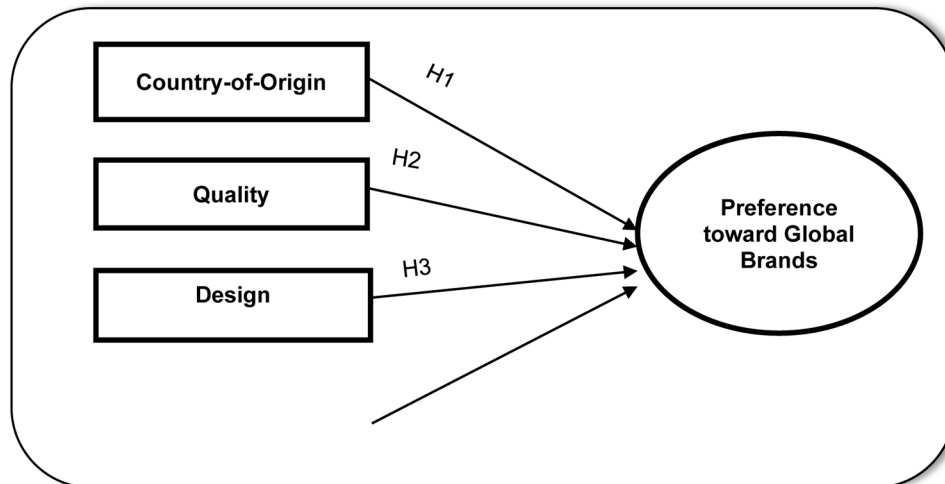 Country-of-Origin
H1
Quality
H2
Design
H3
Preference
toward Global
Brands